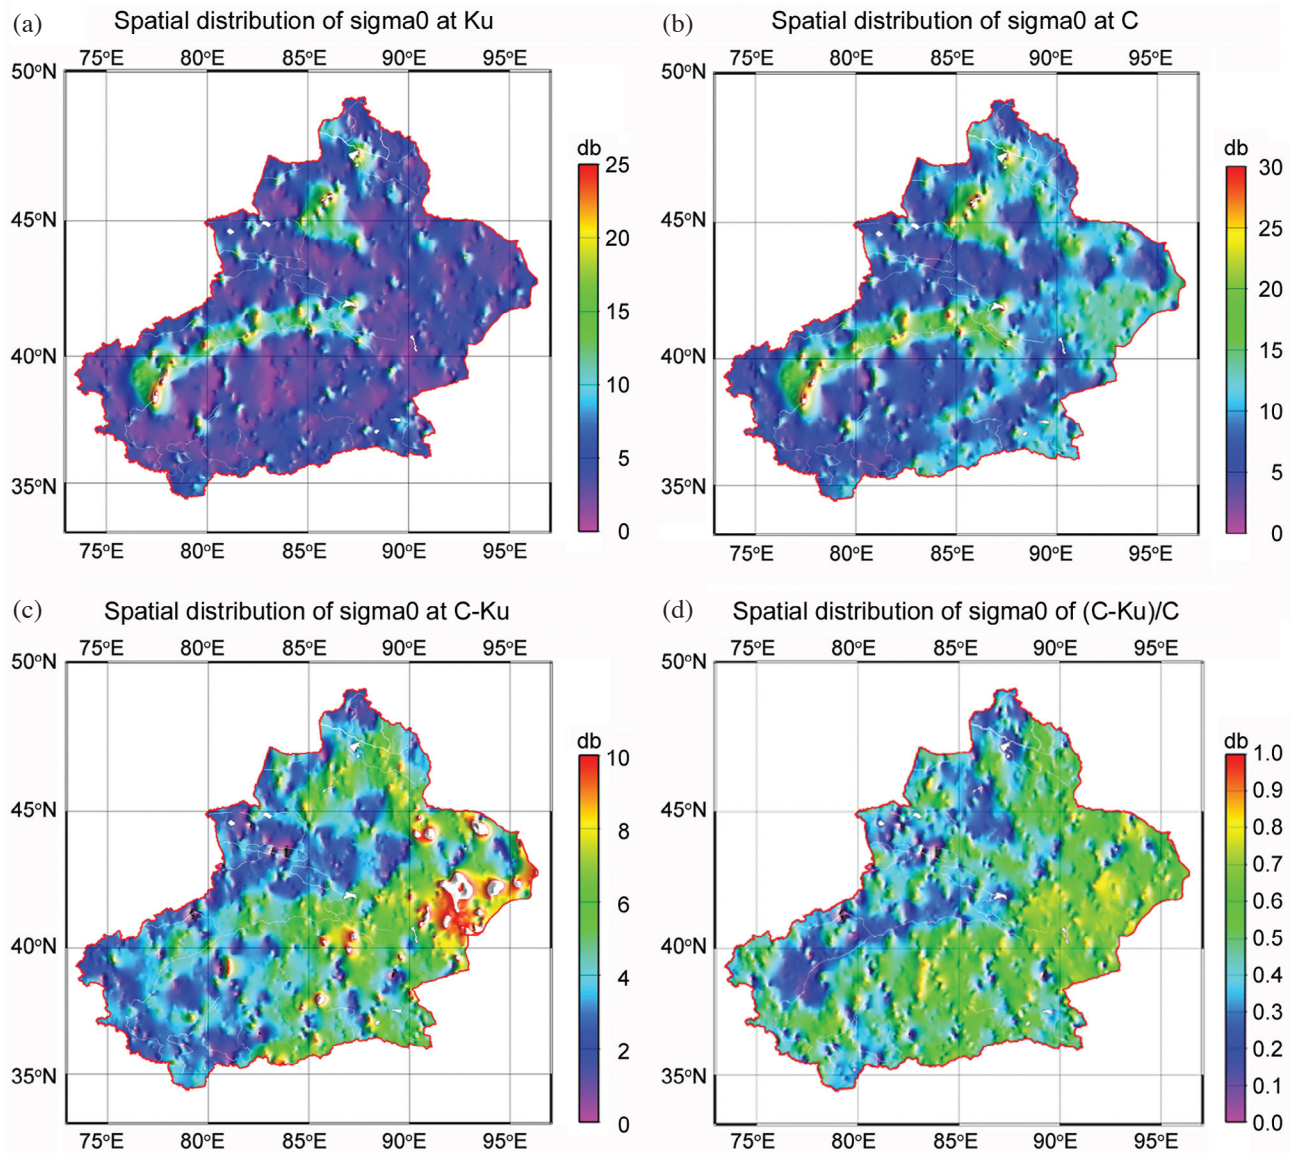 (a) Spatial distribution of sigma0 at Ku
75°E 80°E 85°E 90°E 95°E
50°N
45°N
40°N
35°N
75°E 80°E 85°E 90°E 95°E
db
25
20
15
10
5
0
(b) Spatial distribution of sigma0 at C
75°E 80°E 85°E 90°E 95°E
50°N
45°N
40°N
35°N
75°E 80°E 85°E 90°E 95°E
db
30
25
20
15
10
5
0
(c) Spatial distribution of sigma0 at C-Ku
75°E 80°E 85°E 90°E 95°E
50°N
45°N
40°N
35°N
75°E 80°E 85°E 90°E 95°E
db
10
8
6
4
2
0
(d) Spatial distribution of sigma0 of (C-Ku)/C
75°E 80°E 85°E 90°E 95°E
50°N
45°N
40°N
35°N
75°E 80°E 85°E 90°E 95°E
db
1.0
0.9
0.8
0.7
0.6
0.5
0.4
0.3
0.2
0.1
0.0